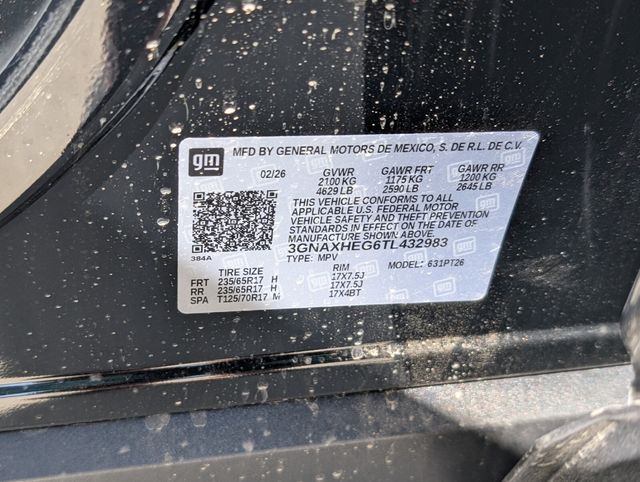 gm MFD BY GENERAL MOTORS DE MEXICO, S. DE R.L. DE C.V.
02/26 GVWR GAWR FRT GAWR RR
2100 KG 1175 KG 1200 KG
4629 LB 2590 LB 2645 LB
THIS VEHICLE CONFORMS TO ALL
APPLICABLE U.S. FEDERAL MOTOR
VEHICLE SAFETY AND THEFT PREVENTION
STANDARDS IN EFFECT ON THE DATE OF
MANUFACTURE SHOWN ABOVE.
384A 3GNAXHEG6TL432983
TYPE: MPV MODEL: 631PT26
TIRE SIZE RIM
FRT 235/65R17 H 17X7.5J
RR 235/65R17 H 17X7.5J
SPA T125/70R17 M 17X4BT